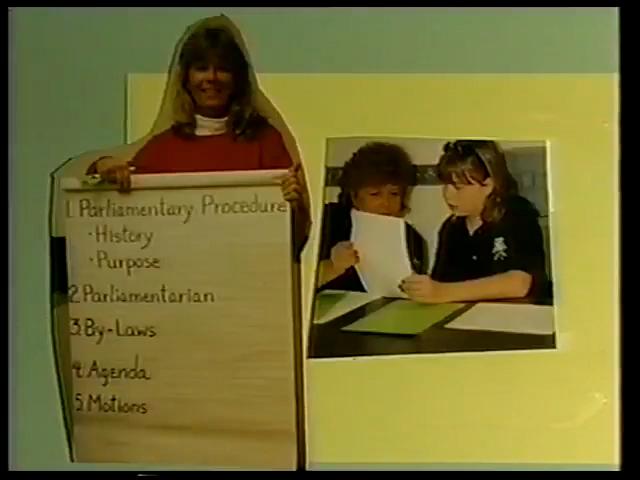 1. Parliamentary Procedure
• History
• Purpose
2. Parliamentarian
3. By-Laws
4. Agenda
5. Motions